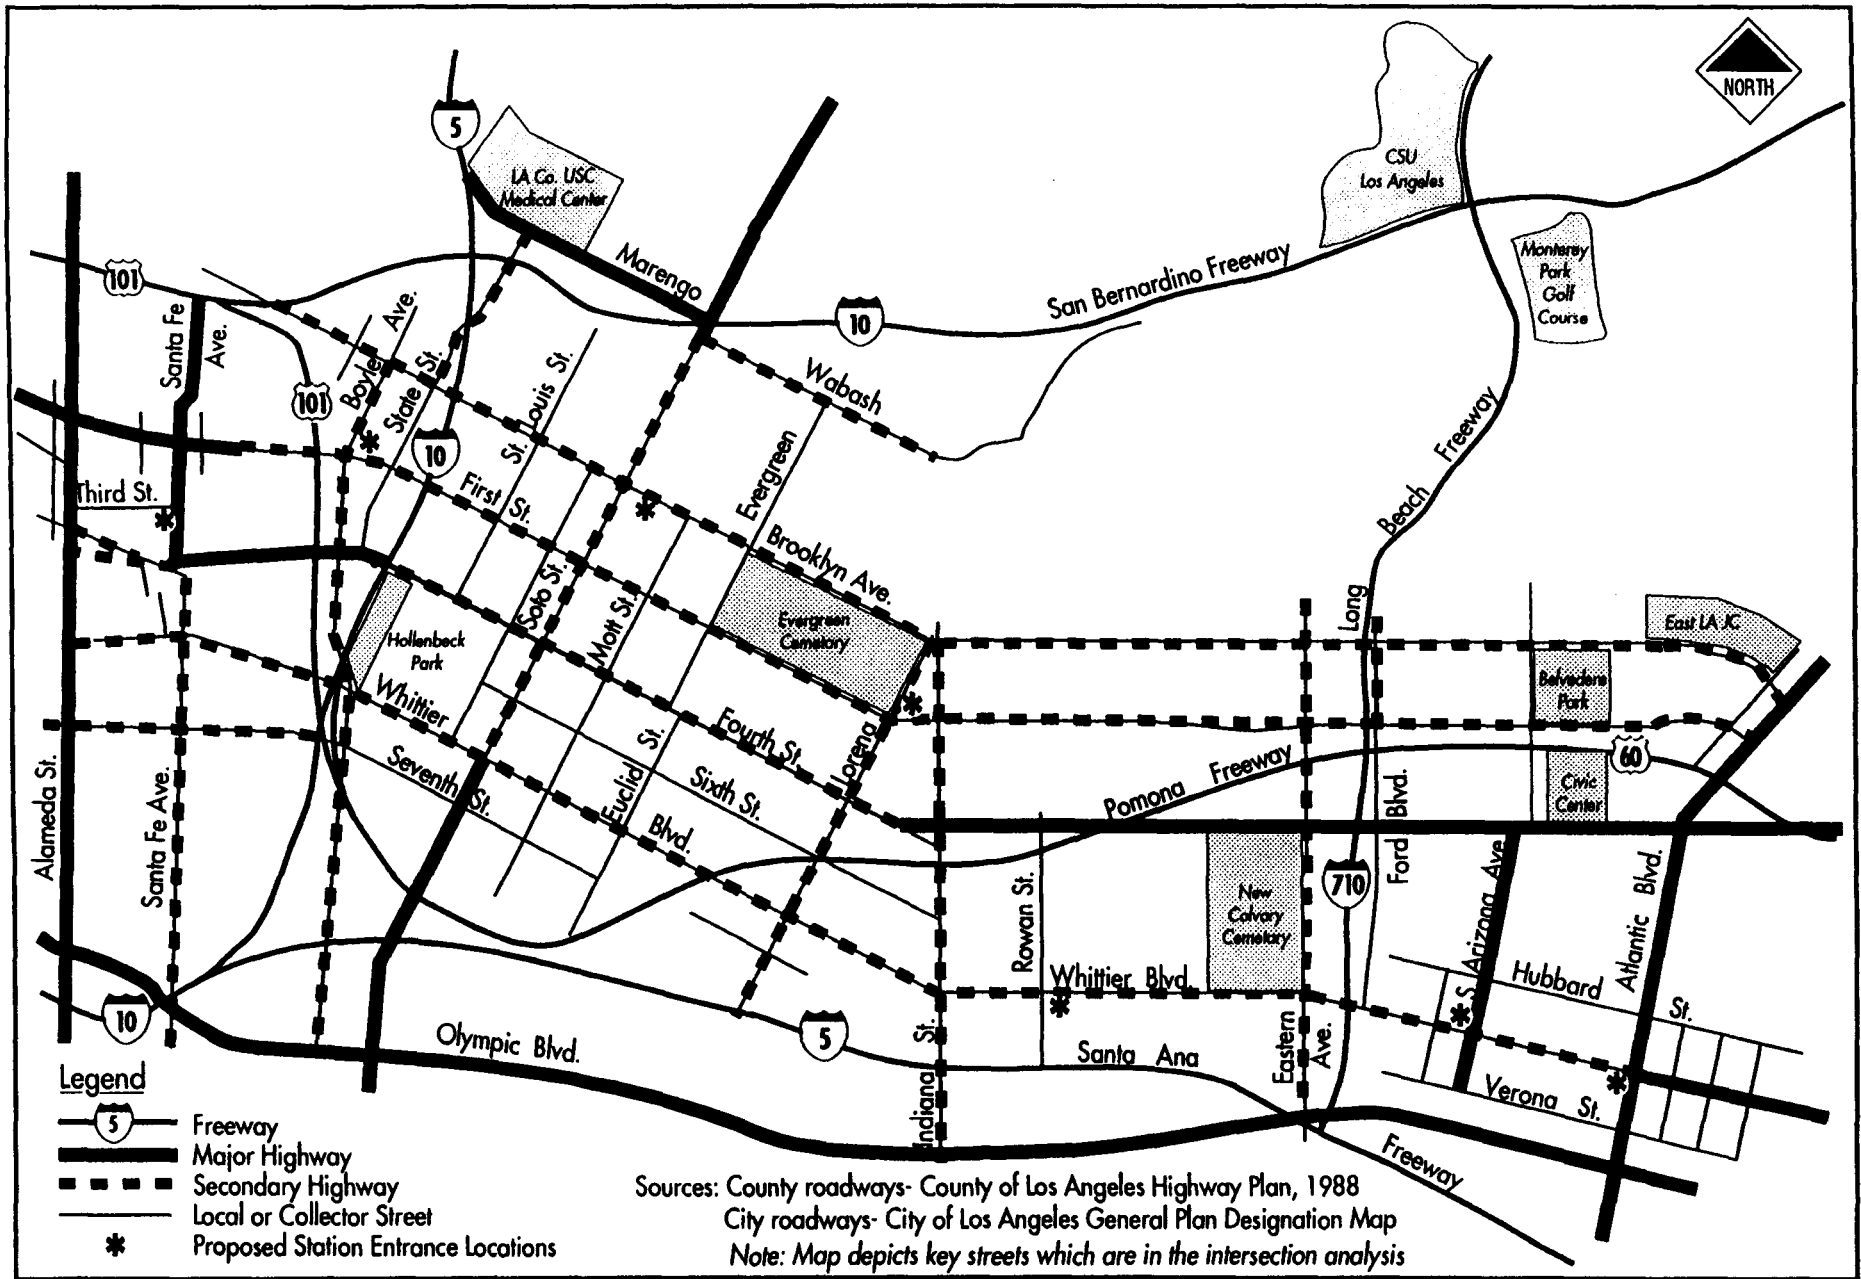 NORTH
5
LA Co. USC
Medical Center
CSU
Los Angeles
Marengo
San Bernardino Freeway
Monterey
Park
Golf
Course
101
10
Santa Fe
Ave.
101
Boyle
Ave.
State
St.
St. Louis St.
Wabash
10
Evergreen
Beach
Freeway
Long
First St.
Third St.
Brooklyn Ave.
Evergreen
Cemetary
Soto St.
Mott St.
Hollenbeck
Park
East LA JC
Belvedere
Park
Whittier
Fourth St.
Lorena
Seventh St.
Euclid
St.
Sixth St.
Blvd.
Pomona
Freeway
60
Civic
Center
Alameda St.
Santa Fe Ave.
Ford Blvd.
710
New
Calvary
Cemetary
Rowan St.
S. Arizona Ave.
Atlantic Blvd.
Whittier Blvd.
Hubbard
St.
10
Olympic Blvd.
5
Indiana
St.
Santa Ana
Eastern
Ave.
Verona St.
Freeway
Legend
5
Freeway
Major Highway
Secondary Highway
Local or Collector Street
Proposed Station Entrance Locations
Sources: County roadways- County of Los Angeles Highway Plan, 1988
City roadways- City of Los Angeles General Plan Designation Map
Note: Map depicts key streets which are in the intersection analysis